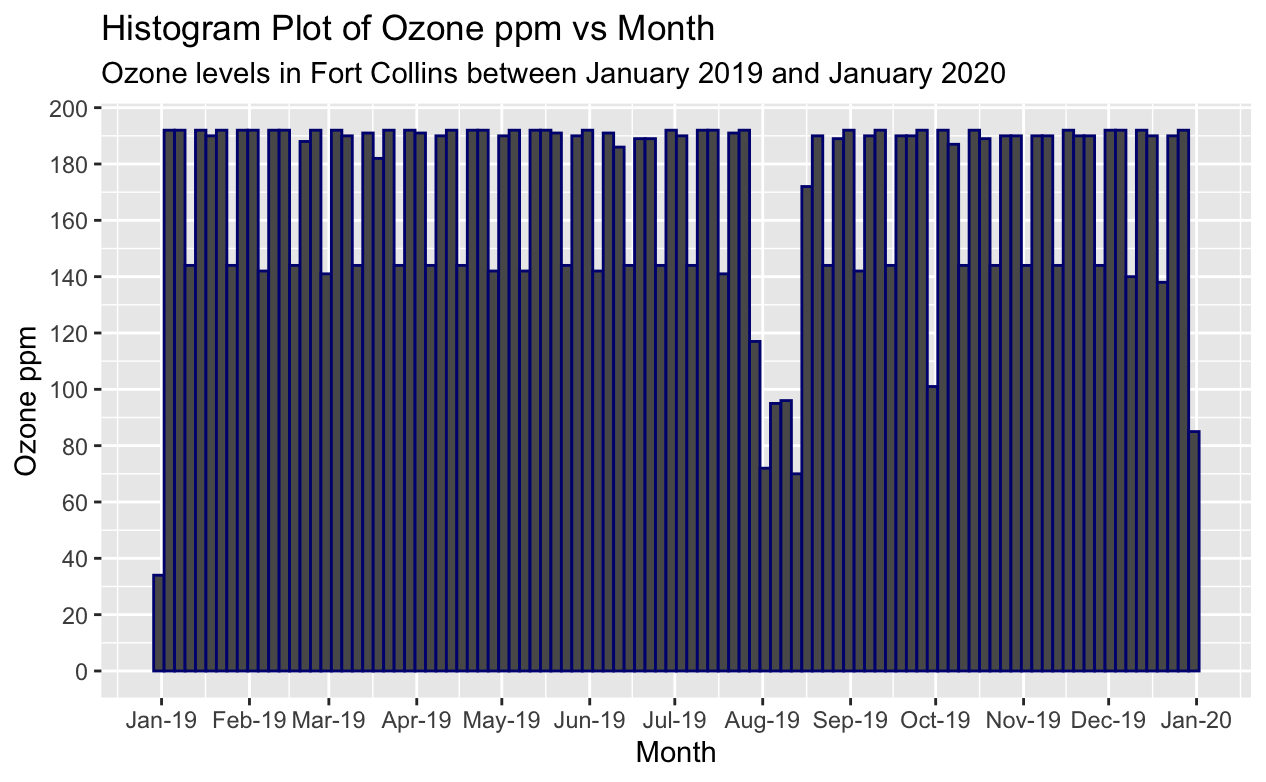 Histogram Plot of Ozone ppm vs Month
Ozone levels in Fort Collins between January 2019 and January 2020
200
180
160
140
120
100
80
60
40
20
0
Ozone ppm
Jan-19 Feb-19 Mar-19 Apr-19 May-19 Jun-19 Jul-19 Aug-19 Sep-19 Oct-19 Nov-19 Dec-19 Jan-20
Month